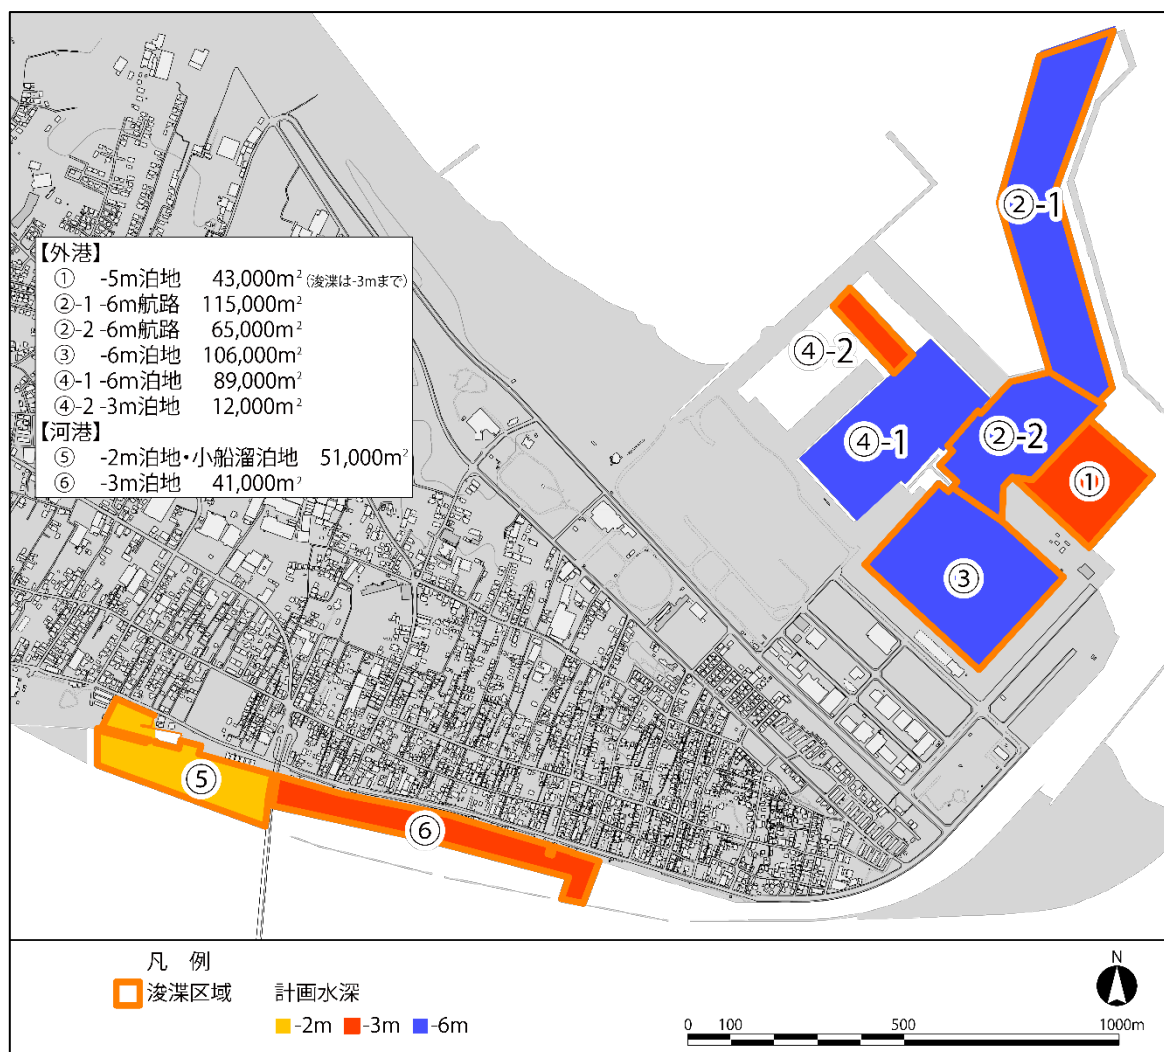 ②-1
【外港】
① -5m泊地 43,000m² (浚渫は-3mまで)
②-1 -6m航路 115,000m²
②-2 -6m航路 65,000m²
③ -6m泊地 106,000m²
④-1 -6m泊地 89,000m²
④-2 -3m泊地 12,000m²
【河港】
⑤ -2m泊地・小船溜泊地 51,000m²
⑥ -3m泊地 41,000m²
④-2
④-1
②-2
①
③
⑤
⑥
凡 例
浚渫区域
計画水深
-2m
-3m
-6m
N
0 100 500 1000m